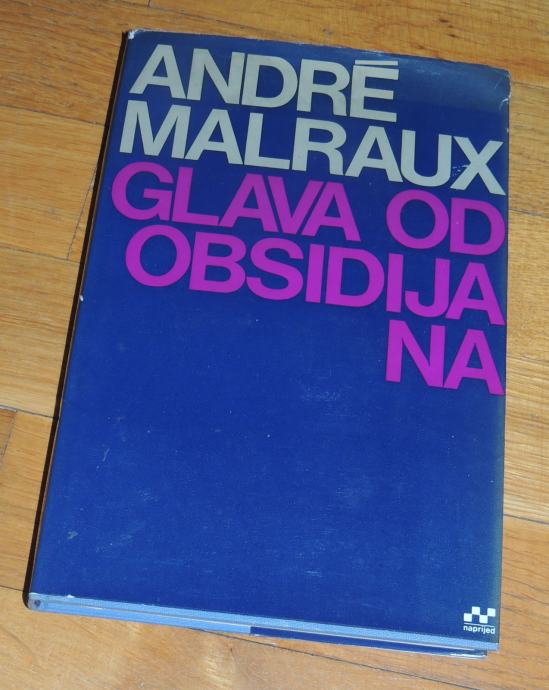 ANDRÉ
MALRAUX
GLAVA OD
OBSIDIJA
NA
naprijed